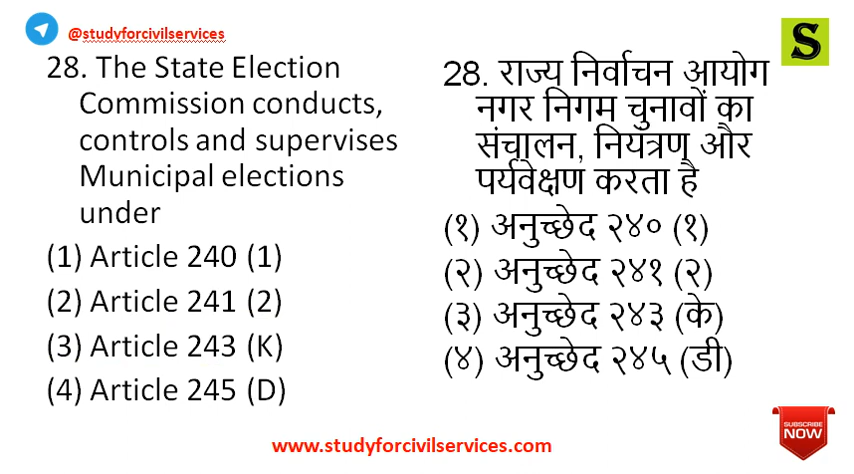 @studyforcivilservices
S
28. The State Election
Commission conducts,
controls and supervises
Municipal elections
under
(1) Article 240 (1)
(2) Article 241 (2)
(3) Article 243 (K)
(4) Article 245 (D)
28. राज्य निर्वाचन आयोग
नगर निगम चुनावों का
संचालन, नियंत्रण और
पर्यवेक्षण करता है
(१) अनुच्छेद २४० (१)
(२) अनुच्छेद २४१ (२)
(३) अनुच्छेद २४३ (के)
(४) अनुच्छेद २४५ (डी)
SUBSCRIBE
NOW
www.studyforcivilservices.com